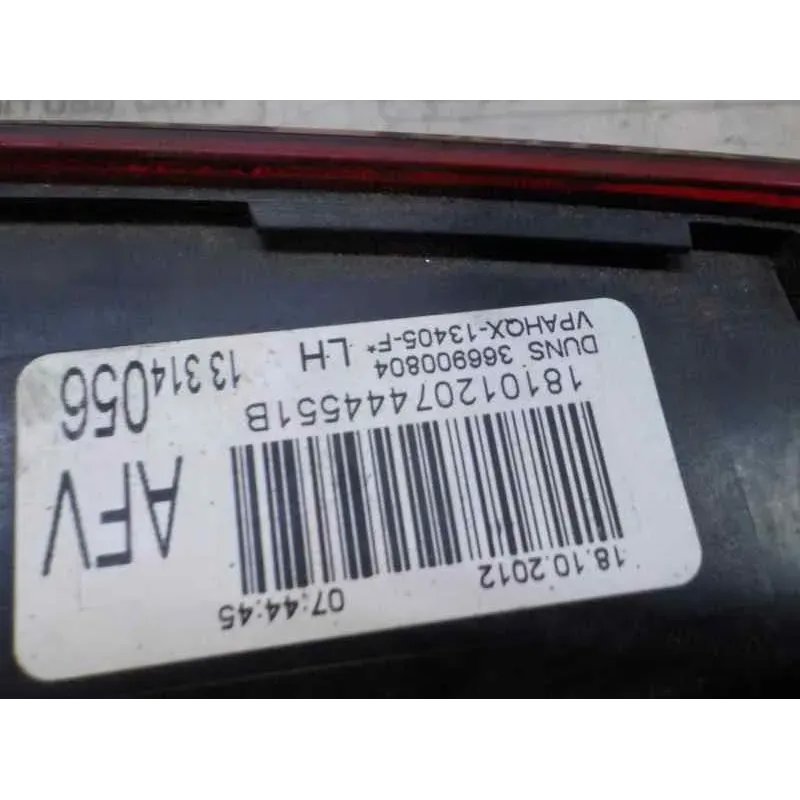 18.10.2012 07:44:45
18101207444551B
AFV
DUNS 366900804
VPAHQX-13405-F* LH
13314056